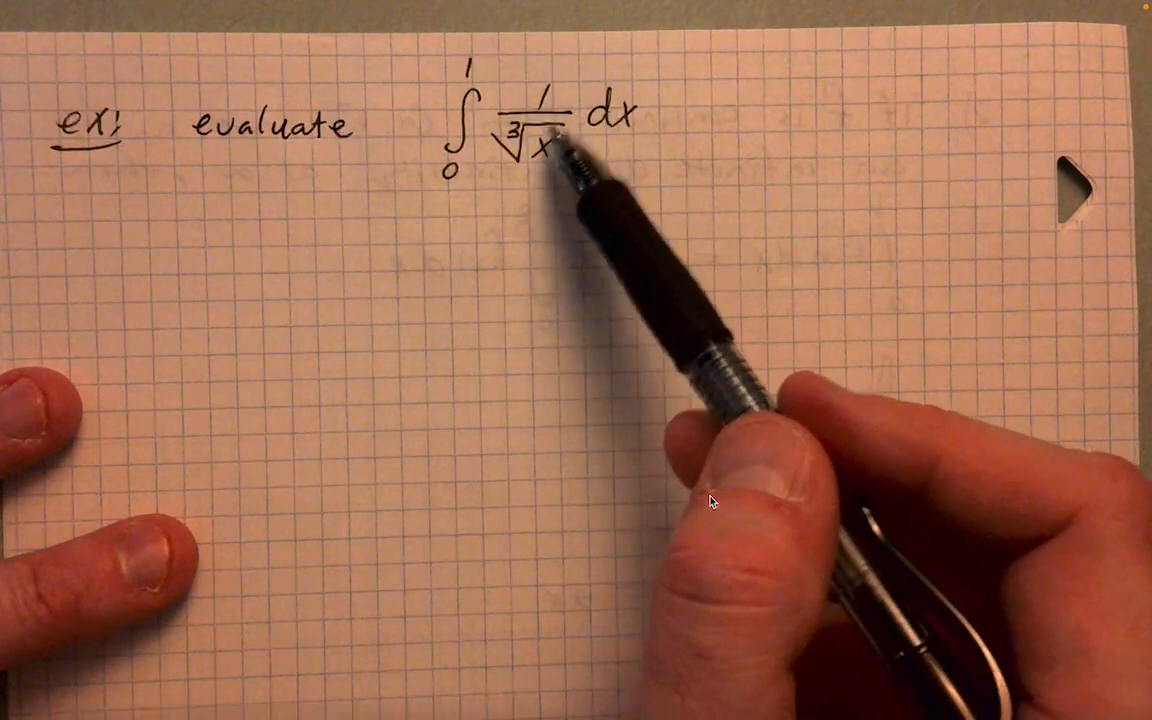 ex: evaluate ∫₀¹ 1/∛x dx